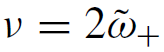 ν = 2ω̃₊